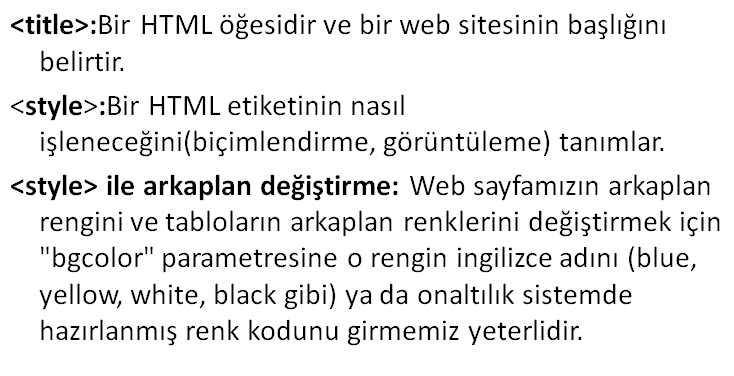 <title>:Bir HTML öğesidir ve bir web sitesinin başlığını
belirtir.
<style>:Bir HTML etiketinin nasıl
işleneceğini(biçimlendirme, görüntüleme) tanımlar.
<style> ile arkaplan değiştirme: Web sayfamızın arkaplan
rengini ve tabloların arkaplan renklerini değiştirmek için
"bgcolor" parametresine o rengin ingilizce adını (blue,
yellow, white, black gibi) ya da onaltılık sistemde
hazırlanmış renk kodunu girmemiz yeterlidir.